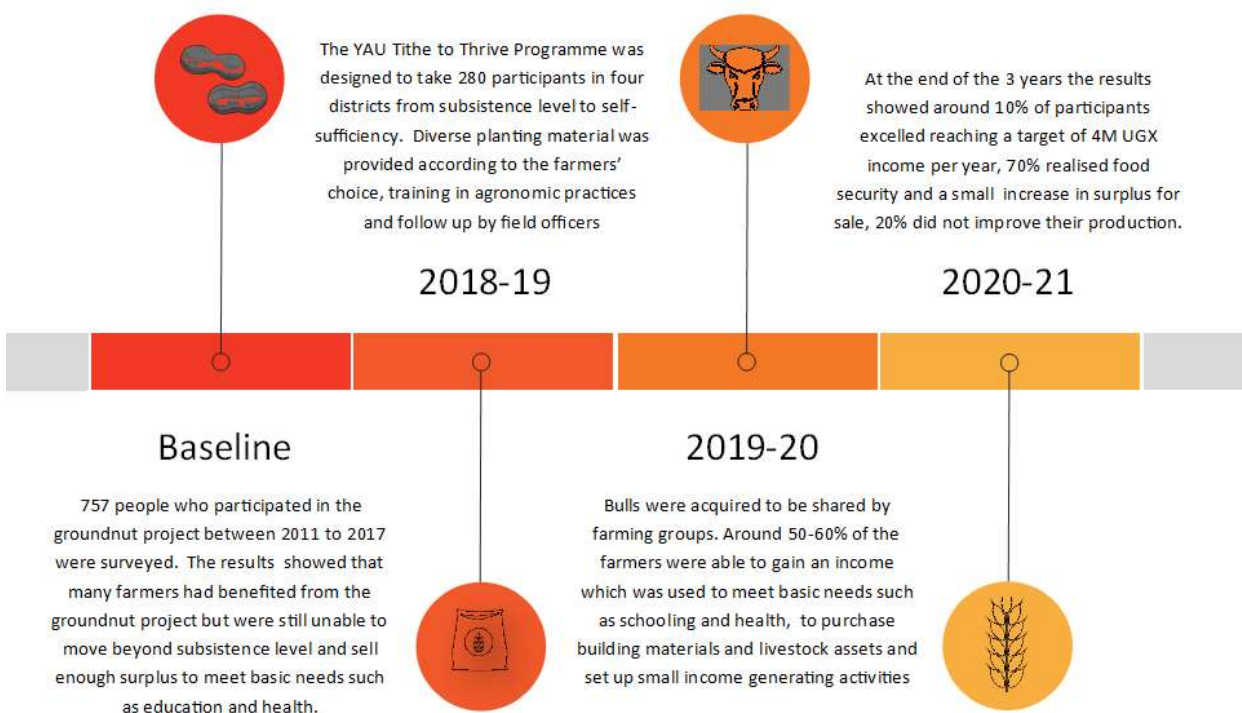 The YAU Tithe to Thrive Programme was
designed to take 280 participants in four
districts from subsistence level to self-
sufficiency. Diverse planting material was
provided according to the farmers'
choice, training in agronomic practices
and follow up by field officers
2018-19
At the end of the 3 years the results
showed around 10% of participants
excelled reaching a target of 4M UGX
income per year, 70% realised food
security and a small increase in surplus for
sale, 20% did not improve their production.
2020-21
Baseline
757 people who participated in the
groundnut project between 2011 to 2017
were surveyed. The results showed that
many farmers had benefited from the
groundnut project but were still unable to
move beyond subsistence level and sell
enough surplus to meet basic needs such
as education and health.
2019-20
Bulls were acquired to be shared by
farming groups. Around 50-60% of the
farmers were able to gain an income
which was used to meet basic needs such
as schooling and health, to purchase
building materials and livestock assets and
set up small income generating activities